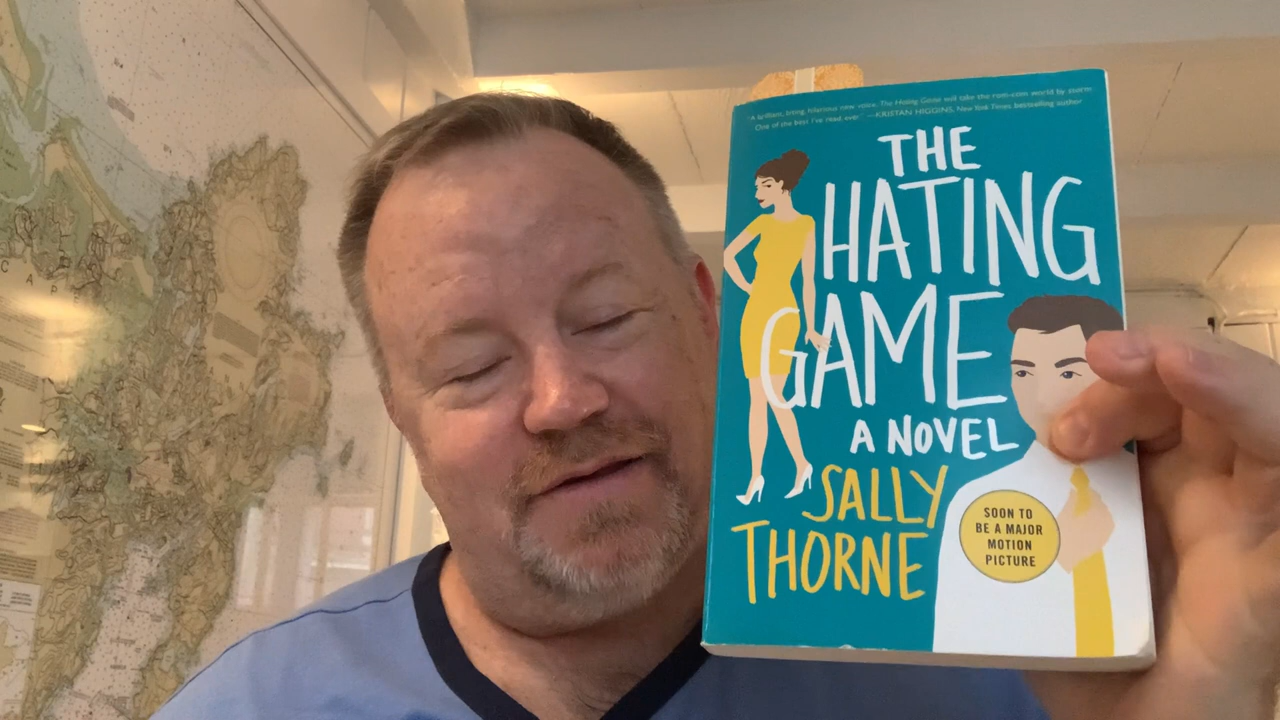 "A brilliant, biting, hilarious new voice. The Hating Game will take the rom-com world by storm.
One of the best I've read ever." —KRISTAN HIGGINS, New York Times bestselling author
THE
HATING
GAME
A NOVEL
SALLY
THORNE
SOON TO
BE A MAJOR
MOTION
PICTURE
CAPE